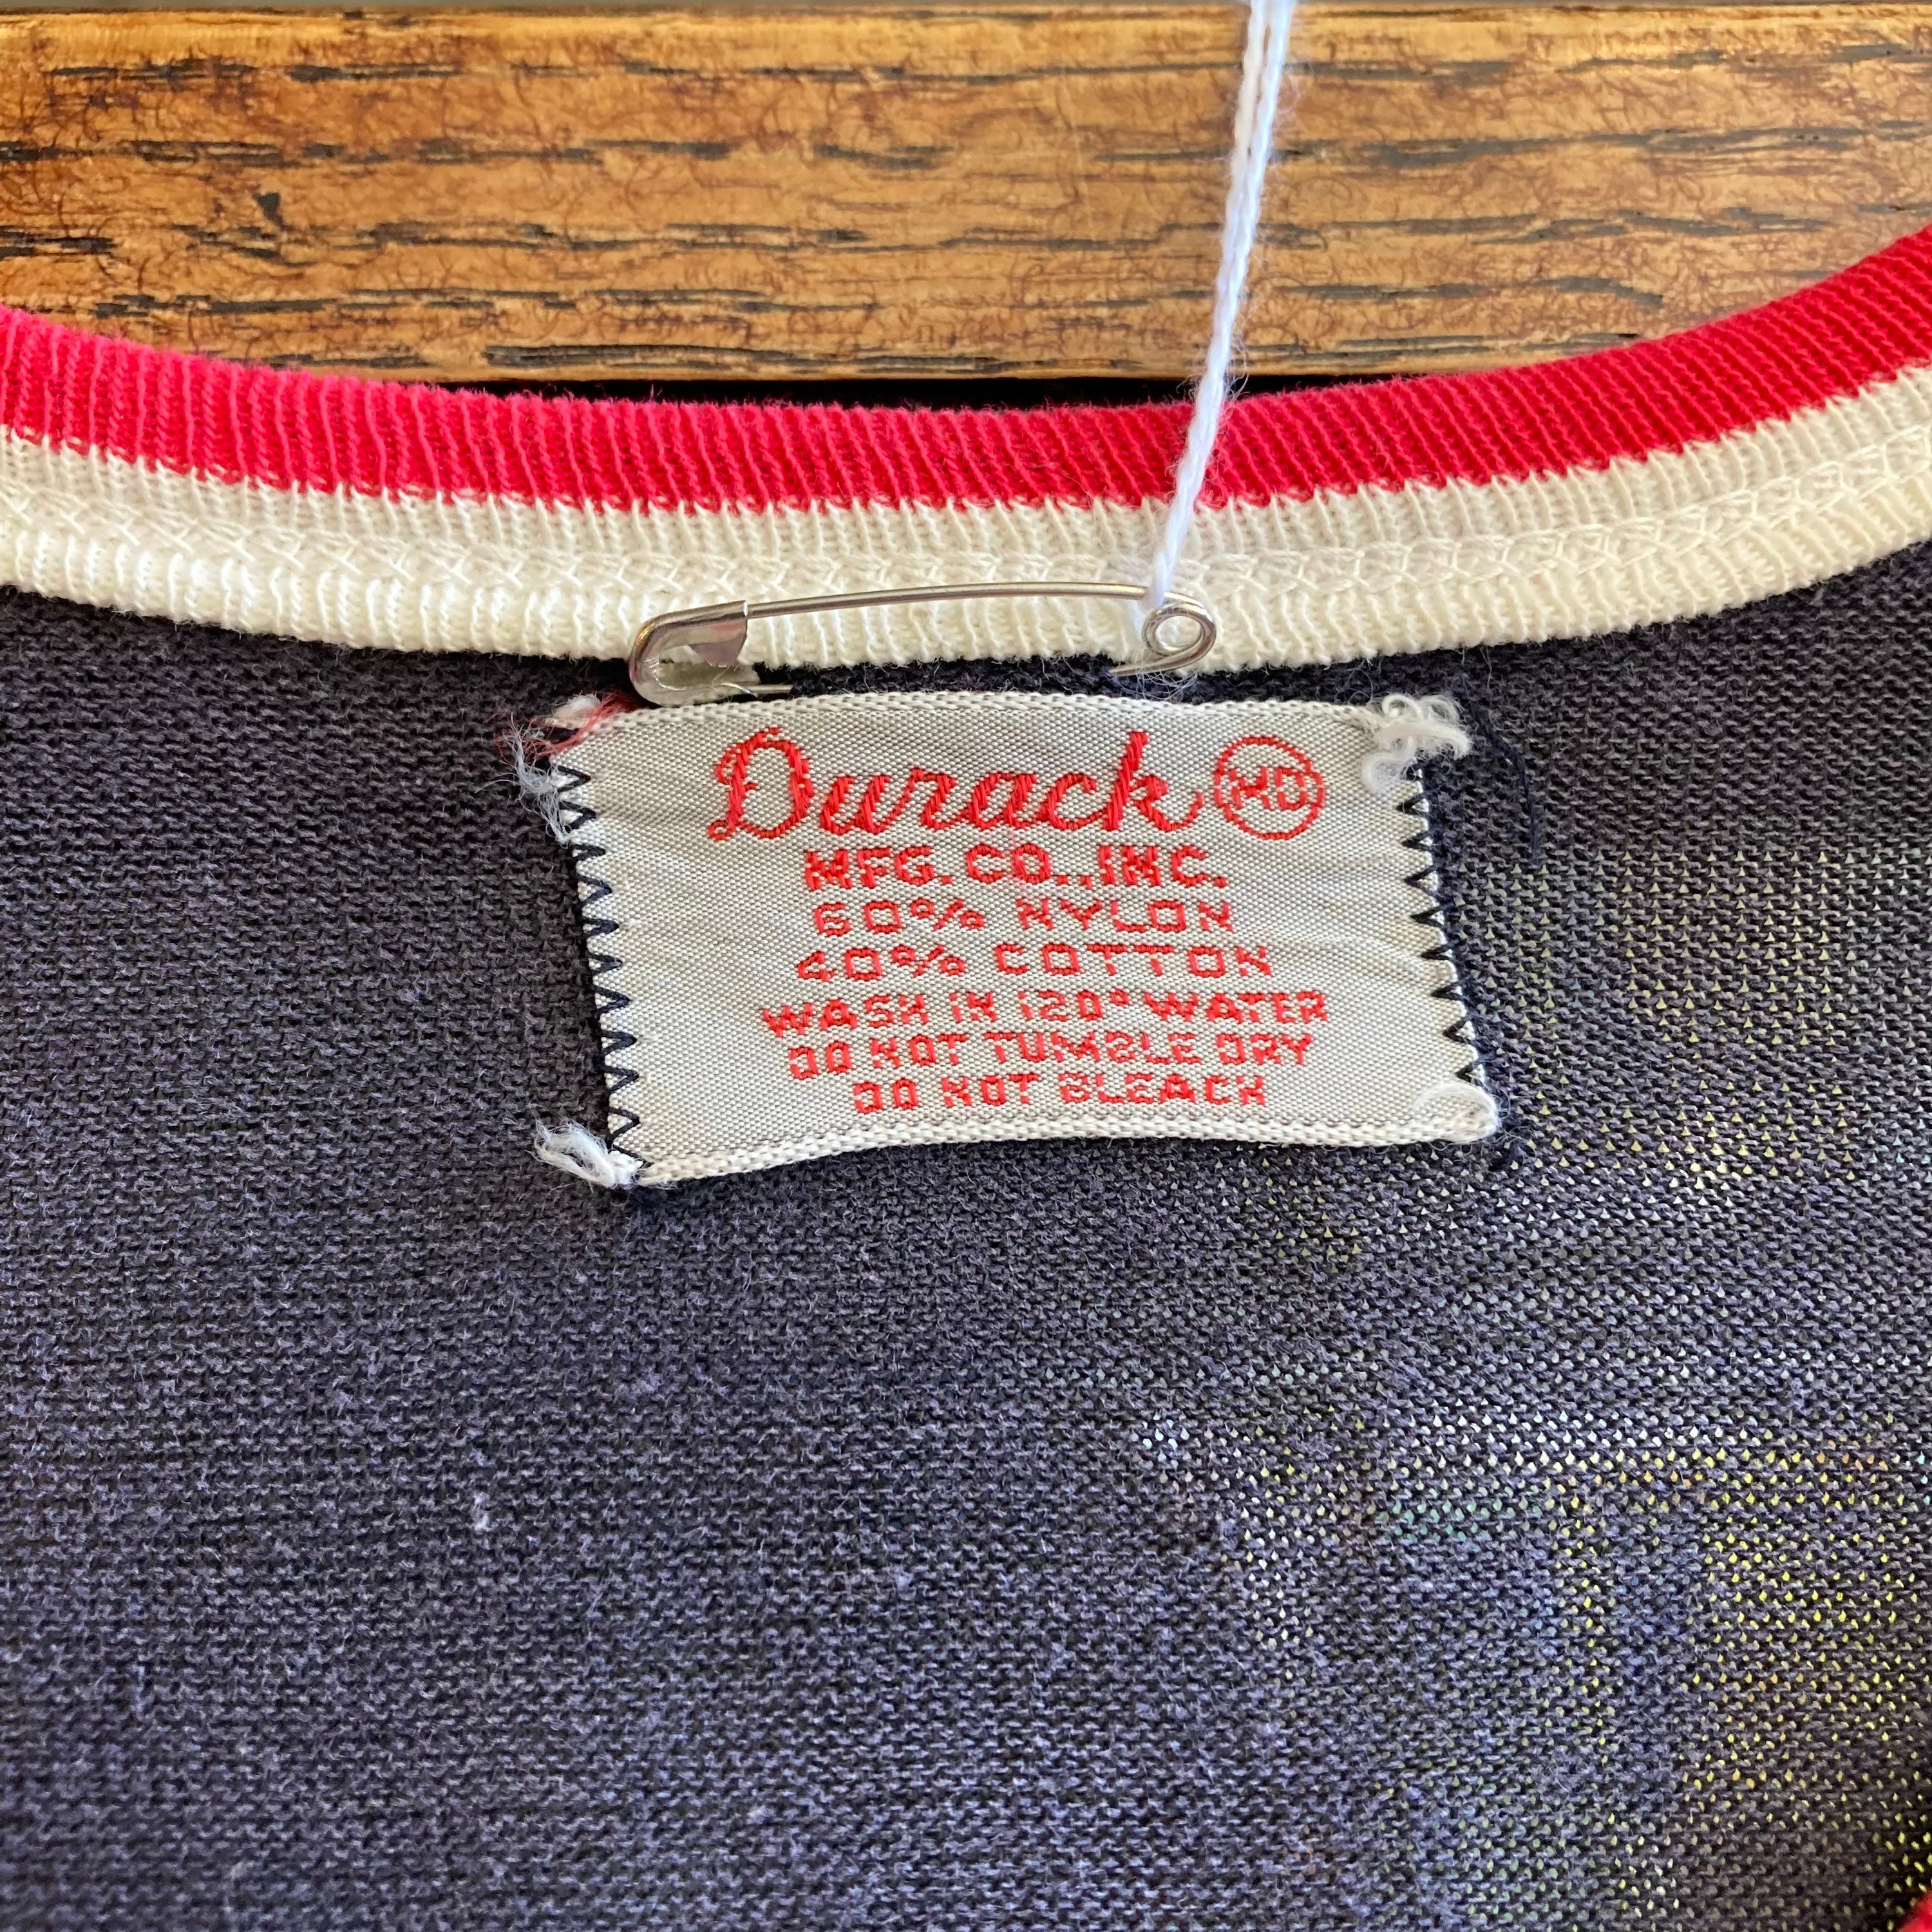 Durack MD
MFG. CO., INC.
60% NYLON
40% COTTON
WASH IN 120° WATER
DO NOT TUMBLE DRY
DO NOT BLEACH